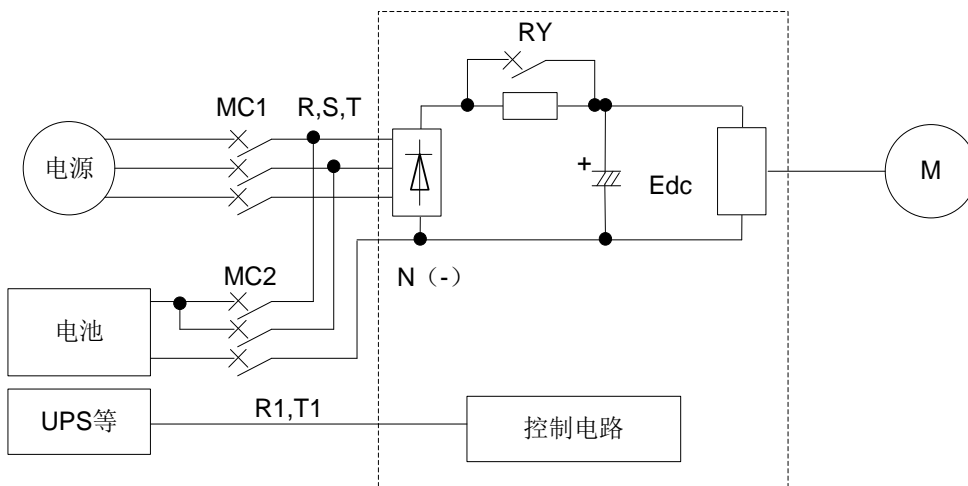 RY
MC1
R,S,T
电源
+
Edc
M
N（-）
MC2
电池
UPS等
R1,T1
控制电路